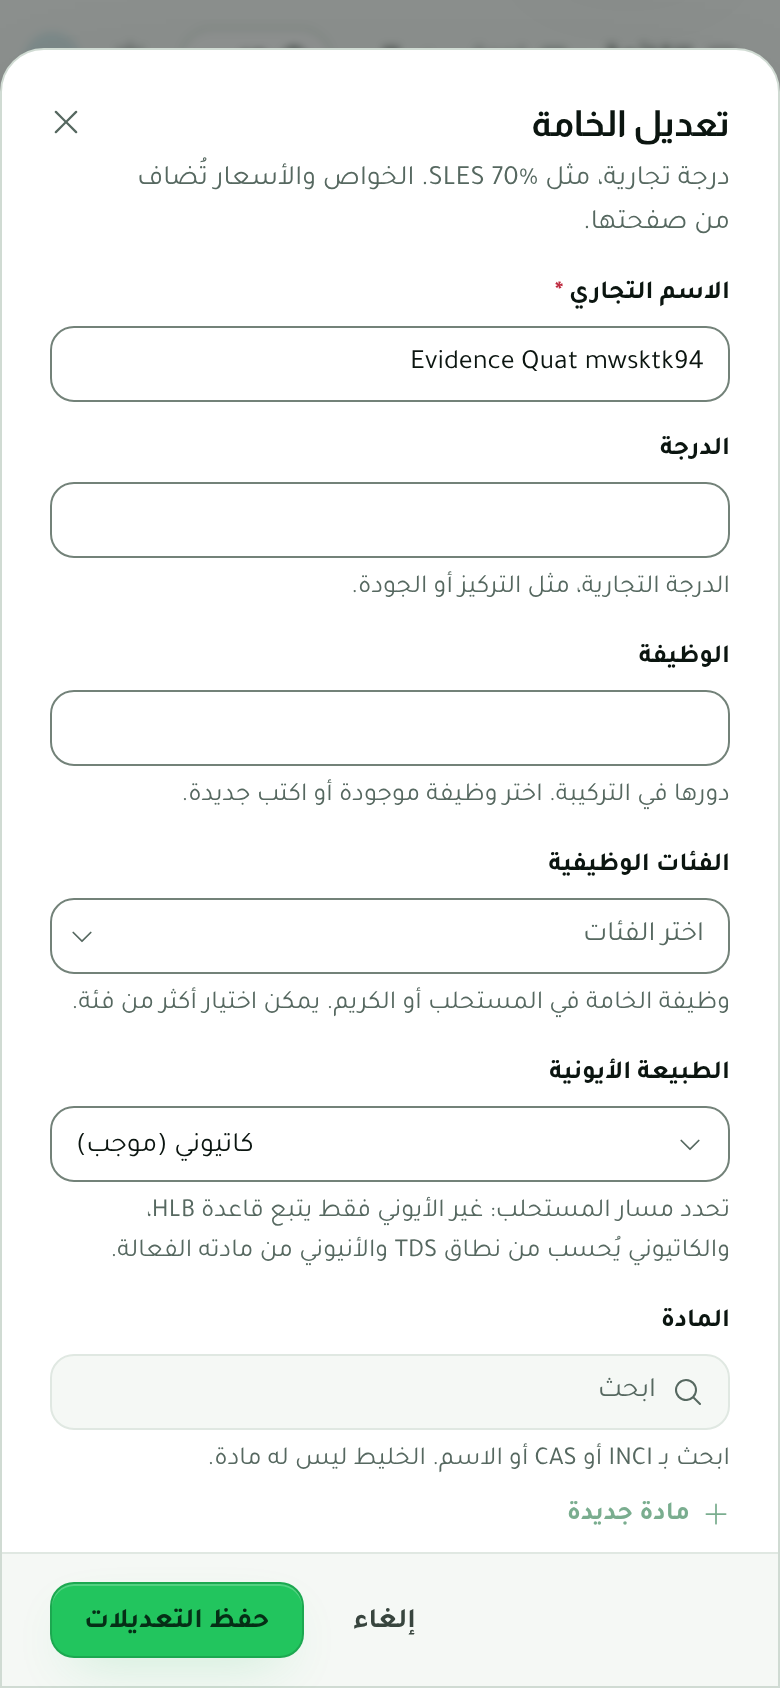 تعديل الخامة
درجة تجارية، مثل SLES 70%. الخواص والأسعار تُضاف
من صفحتها.
الاسم التجاري *
Evidence Quat mwsktk94
الدرجة
الدرجة التجارية، مثل التركيز أو الجودة.
الوظيفة
دورها في التركيبة. اختر وظيفة موجودة أو اكتب جديدة.
الفئات الوظيفية
اختر الفئات
وظيفة الخامة في المستحلب أو الكريم. يمكن اختيار أكثر من فئة.
الطبيعة الأيونية
كاتيوني (موجب)
تحدد مسار المستحلب: غير الأيوني فقط يتبع قاعدة HLB،
والكاتيوني يُحسب من نطاق TDS والأنيوني من مادته الفعالة.
المادة
ابحث
ابحث بـ INCI أو CAS أو الاسم. الخليط ليس له مادة.
مادة جديدة
إلغاء
حفظ التعديلات